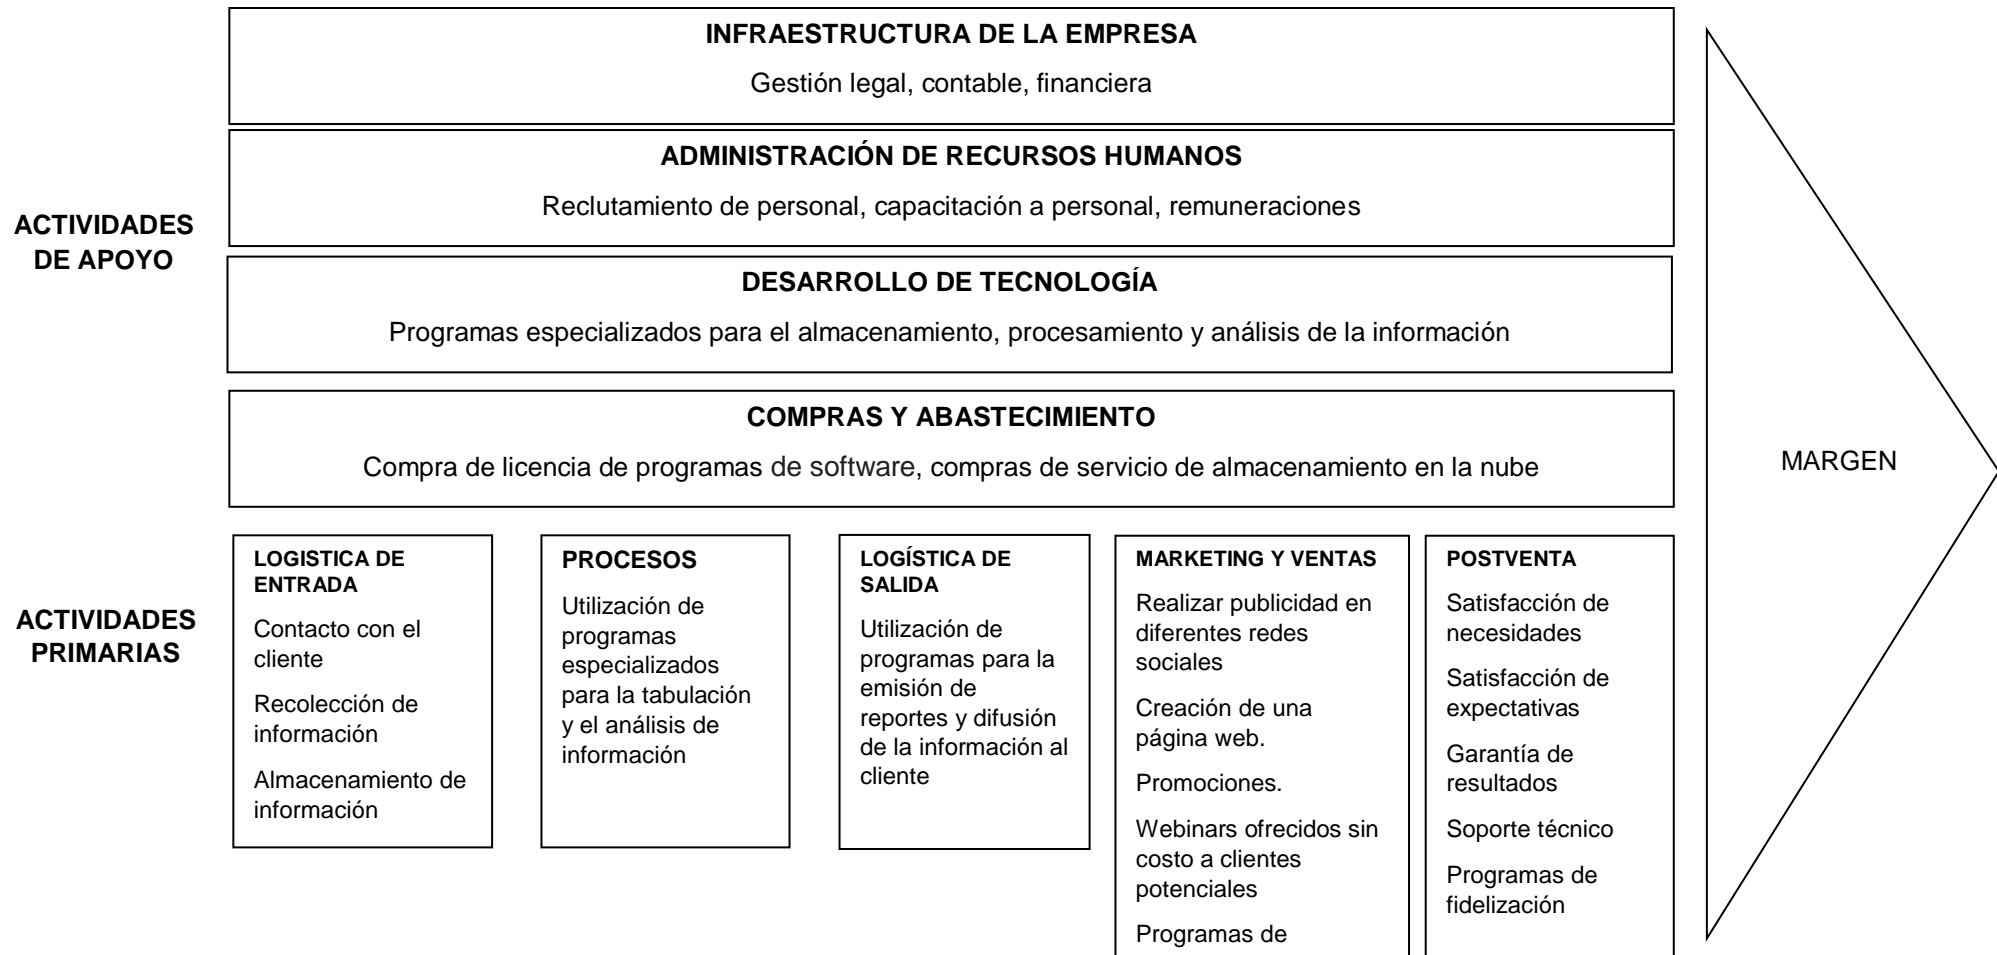 INFRAESTRUCTURA DE LA EMPRESA
Gestión legal, contable, financiera
ADMINISTRACIÓN DE RECURSOS HUMANOS
Reclutamiento de personal, capacitación a personal, remuneraciones
ACTIVIDADES
DE APOYO
DESARROLLO DE TECNOLOGÍA
Programas especializados para el almacenamiento, procesamiento y análisis de la información
COMPRAS Y ABASTECIMIENTO
Compra de licencia de programas de software, compras de servicio de almacenamiento en la nube
MARGEN
ACTIVIDADES
PRIMARIAS
LOGISTICA DE
ENTRADA
Contacto con el
cliente
Recolección de
información
Almacenamiento de
información
PROCESOS
Utilización de
programas
especializados
para la tabulación
y el análisis de
información
LOGÍSTICA DE
SALIDA
Utilización de
programas para la
emisión de
reportes y difusión
de la información al
cliente
MARKETING Y VENTAS
Realizar publicidad en
diferentes redes
sociales
Creación de una
página web.
Promociones.
Webinars ofrecidos sin
costo a clientes
potenciales
Programas de
POSTVENTA
Satisfacción de
necesidades
Satisfacción de
expectativas
Garantía de
resultados
Soporte técnico
Programas de
fidelización